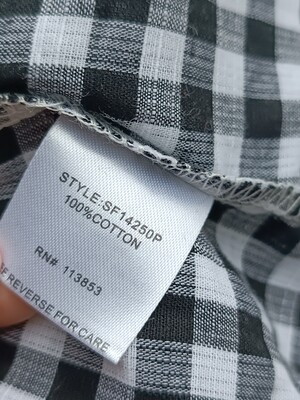 STYLE:SF14250P
100%COTTON
RN# 113853
REVERSE FOR CARE